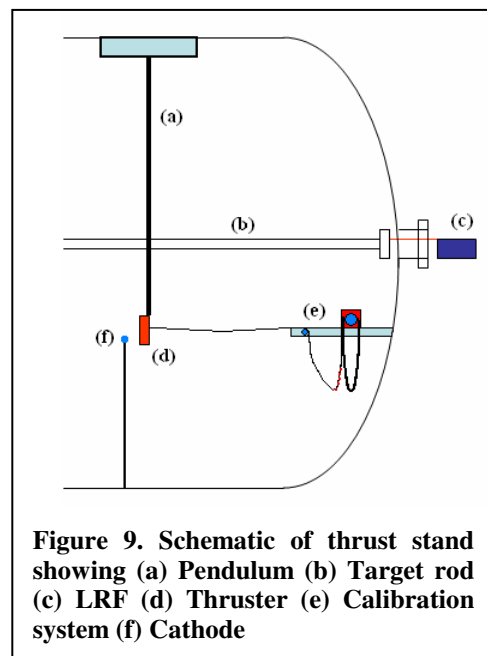 (a)
(b)
(c)
(e)
(f)
(d)
Figure 9. Schematic of thrust stand
showing (a) Pendulum (b) Target rod
(c) LRF (d) Thruster (e) Calibration
system (f) Cathode